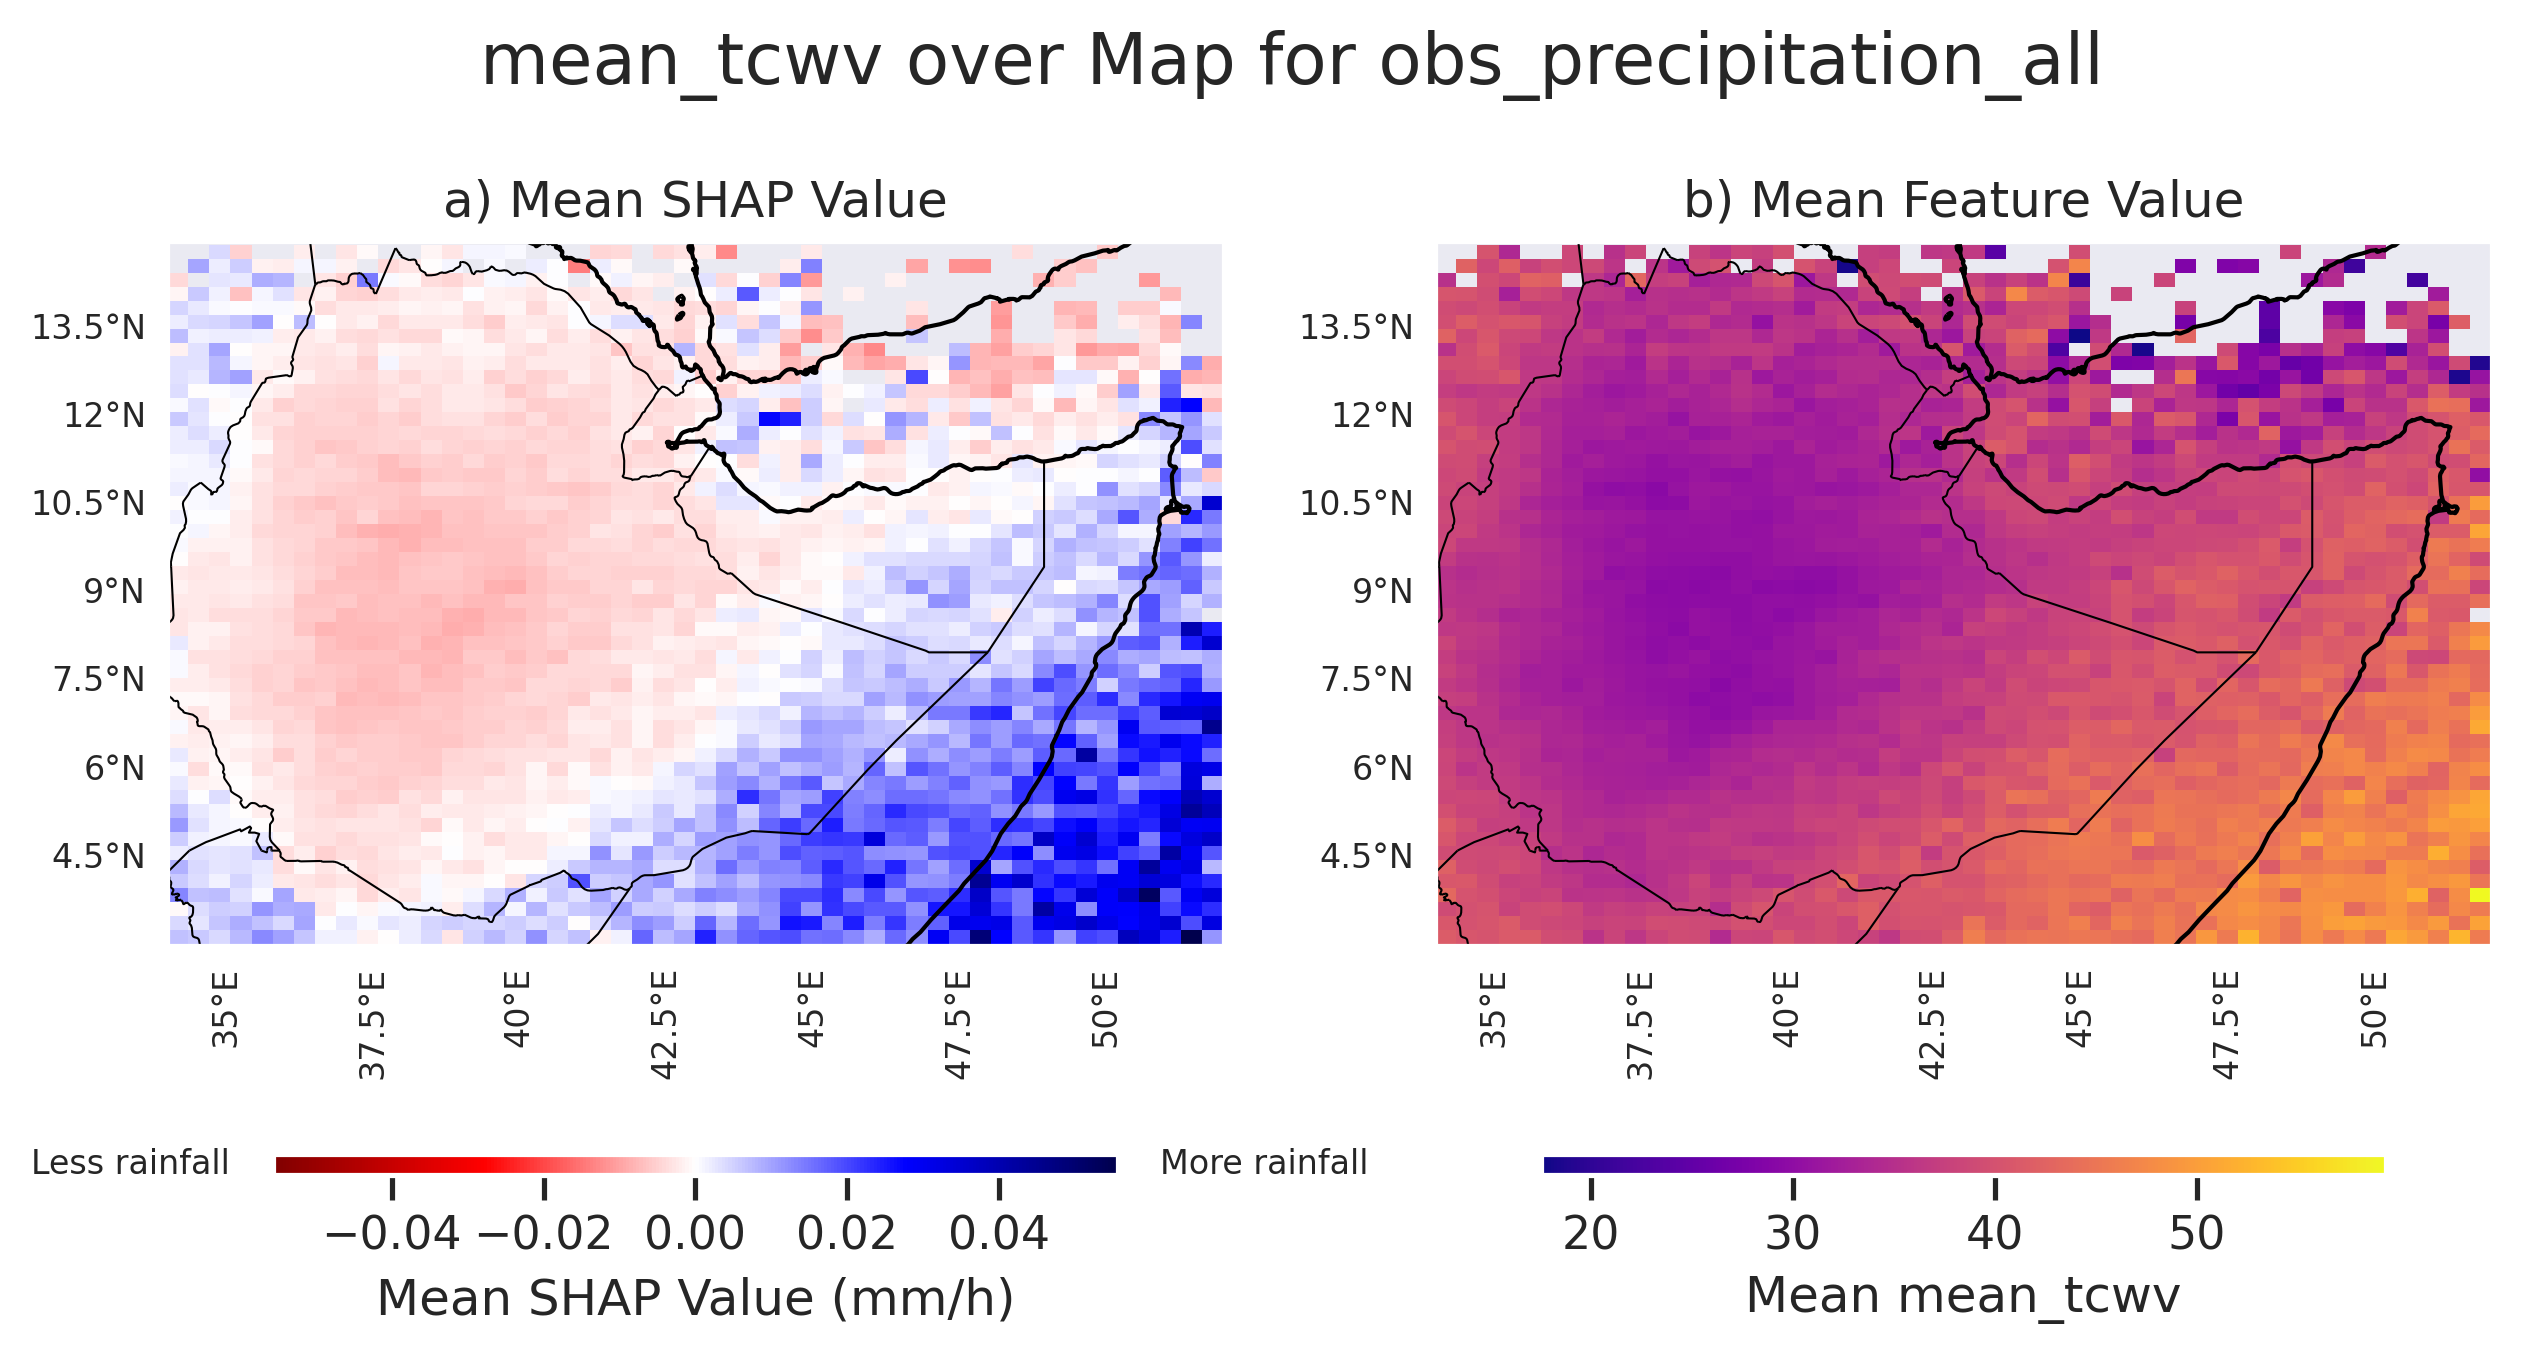 mean_tcwv over Map for obs_precipitation_all
a) Mean SHAP Value
13.5°N
12°N
10.5°N
9°N
7.5°N
6°N
4.5°N
35°E
37.5°E
40°E
42.5°E
45°E
47.5°E
50°E
Less rainfall
More rainfall
−0.04
−0.02
0.00
0.02
0.04
Mean SHAP Value (mm/h)
b) Mean Feature Value
13.5°N
12°N
10.5°N
9°N
7.5°N
6°N
4.5°N
35°E
37.5°E
40°E
42.5°E
45°E
47.5°E
50°E
20
30
40
50
Mean mean_tcwv